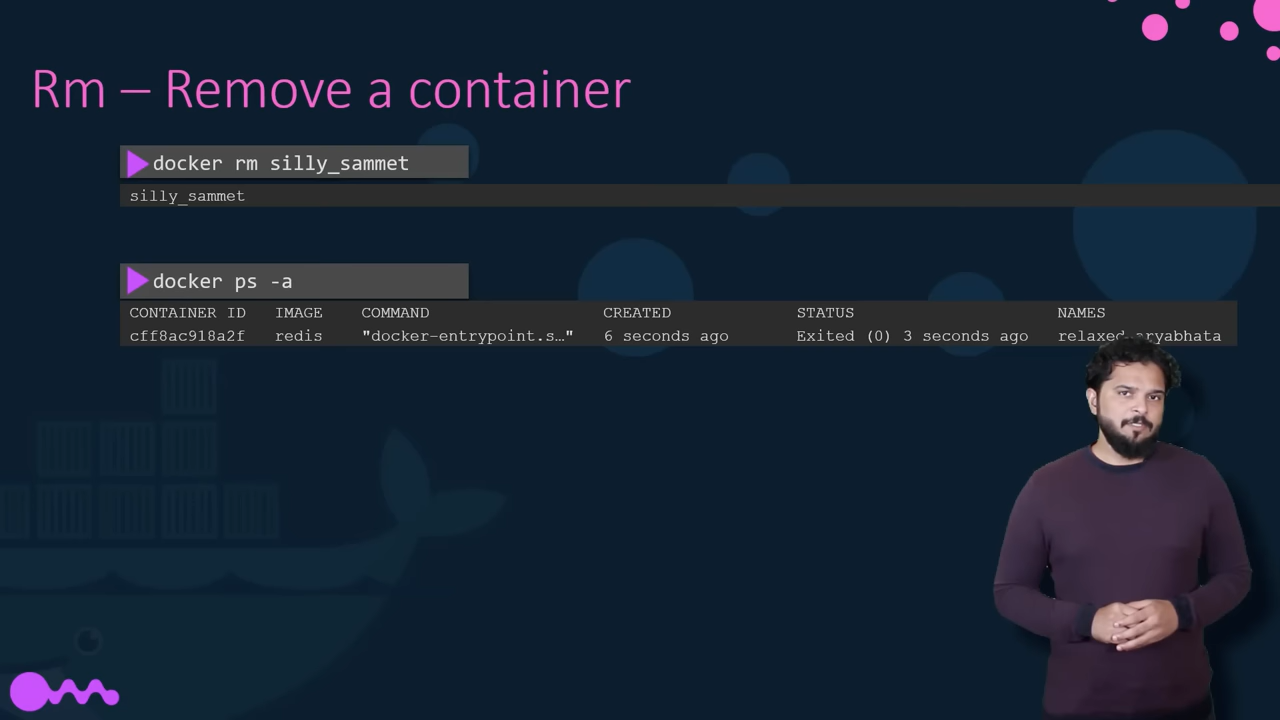 Rm – Remove a container
docker rm silly_sammet
silly_sammet
docker ps -a
CONTAINER ID IMAGE COMMAND CREATED STATUS NAMES
cff8ac918a2f redis "docker-entrypoint.s…" 6 seconds ago Exited (0) 3 seconds ago relaxed_aryabhata